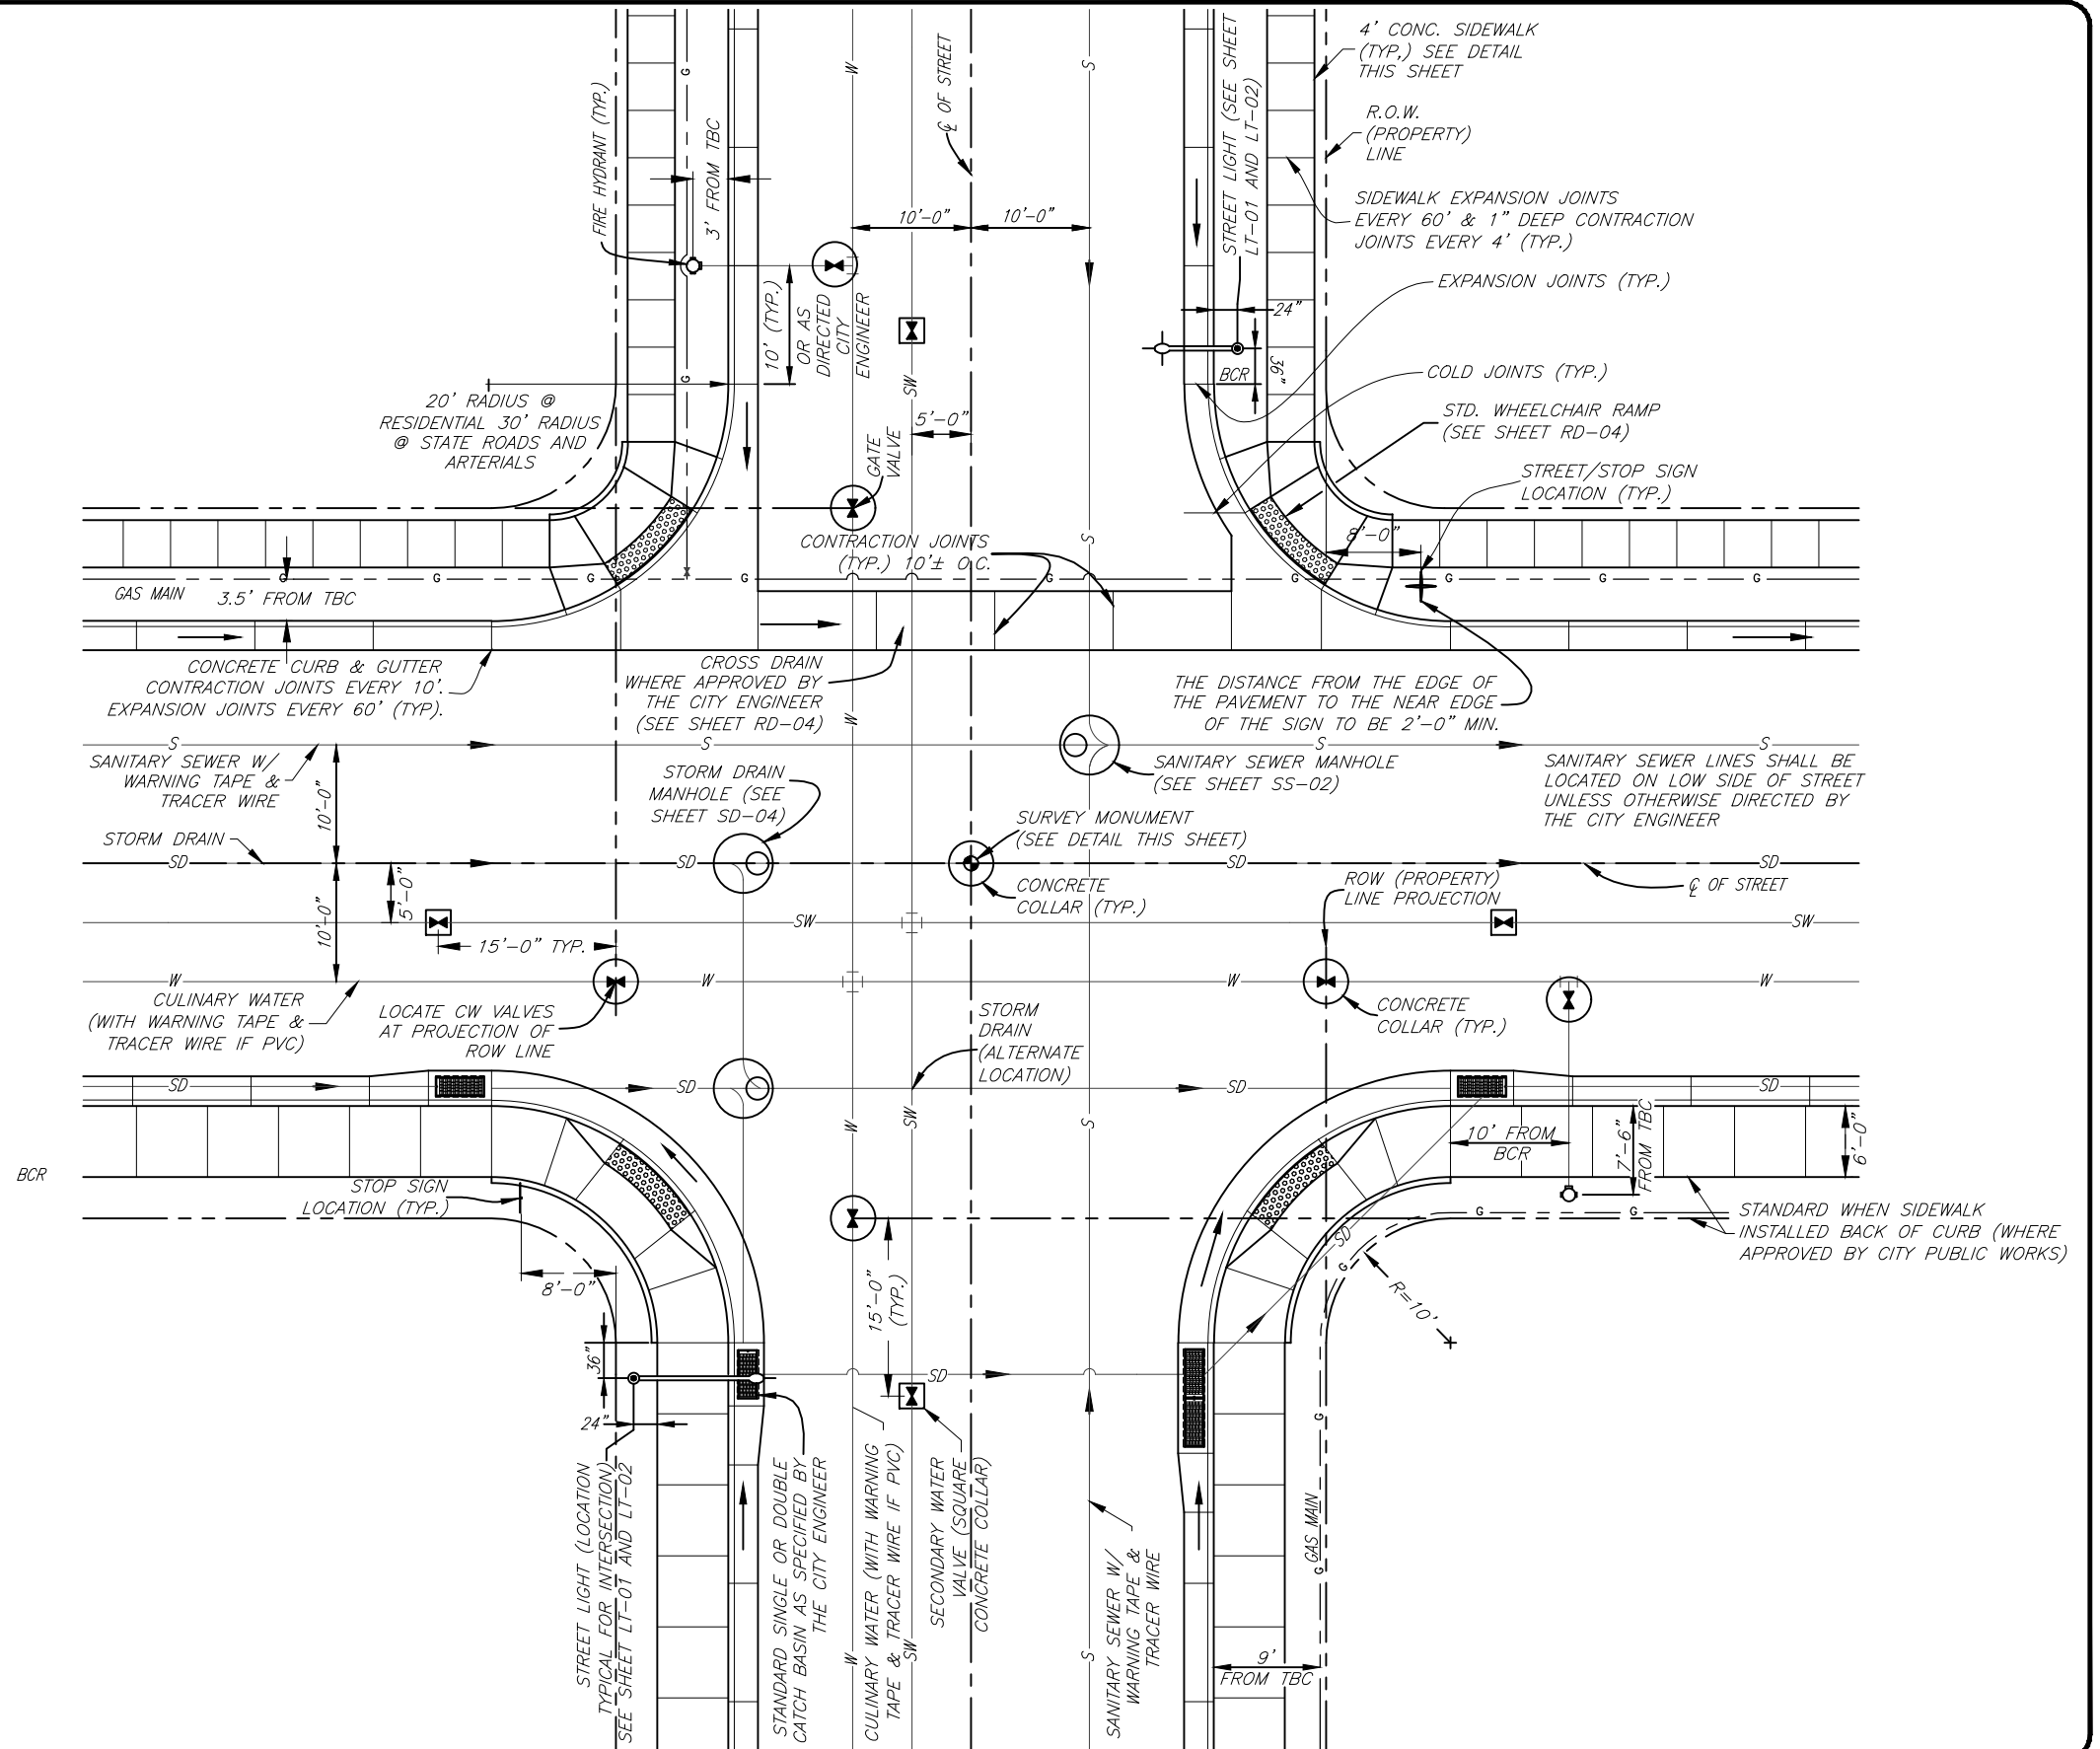 4' CONC. SIDEWALK
(TYP,) SEE DETAIL
THIS SHEET
R.O.W.
(PROPERTY)
LINE
SIDEWALK EXPANSION JOINTS
EVERY 60' & 1" DEEP CONTRACTION
JOINTS EVERY 4' (TYP.)
EXPANSION JOINTS (TYP.)
COLD JOINTS (TYP.)
STD. WHEELCHAIR RAMP
(SEE SHEET RD-04)
STREET/STOP SIGN
LOCATION (TYP.)
8'-0"
STREET LIGHT (SEE SHEET
LT-01 AND LT-02)
24"
36"
BCR
FIRE HYDRANT (TYP.)
3' FROM TBC
G
G
W
℄ OF STREET
S
10'-0"
10'-0"
10' (TYP.)
OR AS
DIRECTED
CITY
ENGINEER
SW
5'-0"
GATE
VALVE
20' RADIUS @
RESIDENTIAL 30' RADIUS
@ STATE ROADS AND
ARTERIALS
CONTRACTION JOINTS
(TYP.) 10'± O.C.
S
G
G
G
G
G
G
G
G
G
GAS MAIN
3.5' FROM TBC
CONCRETE CURB & GUTTER
CONTRACTION JOINTS EVERY 10'.
EXPANSION JOINTS EVERY 60' (TYP).
CROSS DRAIN
WHERE APPROVED BY
THE CITY ENGINEER
(SEE SHEET RD-04)
W
THE DISTANCE FROM THE EDGE OF
THE PAVEMENT TO THE NEAR EDGE
OF THE SIGN TO BE 2'-0" MIN.
S
S
S
S
SANITARY SEWER W/
WARNING TAPE &
TRACER WIRE
10'-0"
STORM DRAIN
MANHOLE (SEE
SHEET SD-04)
SANITARY SEWER MANHOLE
(SEE SHEET SS-02)
SANITARY SEWER LINES SHALL BE
LOCATED ON LOW SIDE OF STREET
UNLESS OTHERWISE DIRECTED BY
THE CITY ENGINEER
STORM DRAIN
SURVEY MONUMENT
(SEE DETAIL THIS SHEET)
SD
SD
SD
SD
5'-0"
10'-0"
CONCRETE
COLLAR (TYP.)
ROW (PROPERTY)
LINE PROJECTION
℄ OF STREET
SW
SW
15'-0" TYP.
W
W
W
W
CULINARY WATER
(WITH WARNING TAPE &
TRACER WIRE IF PVC)
LOCATE CW VALVES
AT PROJECTION OF
ROW LINE
STORM
DRAIN
(ALTERNATE
LOCATION)
CONCRETE
COLLAR (TYP.)
SD
SD
SD
SD
W
SW
S
10' FROM
BCR
7'-6"
FROM TBC
6'-0"
BCR
STOP SIGN
LOCATION (TYP.)
8'-0"
G
G
STANDARD WHEN SIDEWALK
INSTALLED BACK OF CURB (WHERE
APPROVED BY CITY PUBLIC WORKS)
SD
G
R=10'
15'-0"
(TYP.)
36"
24"
SD
G
STREET LIGHT (LOCATION
TYPICAL FOR INTERSECTION)
SEE SHEET LT-01 AND LT-02
STANDARD SINGLE OR DOUBLE
CATCH BASIN AS SPECIFIED BY
THE CITY ENGINEER
CULINARY WATER (WITH WARNING
TAPE & TRACER WIRE IF PVC)
SECONDARY WATER
VALVE (SQUARE
CONCRETE COLLAR)
SANITARY SEWER W/
WARNING TAPE &
TRACER WIRE
GAS MAIN
G
W
SW
S
9'
FROM TBC